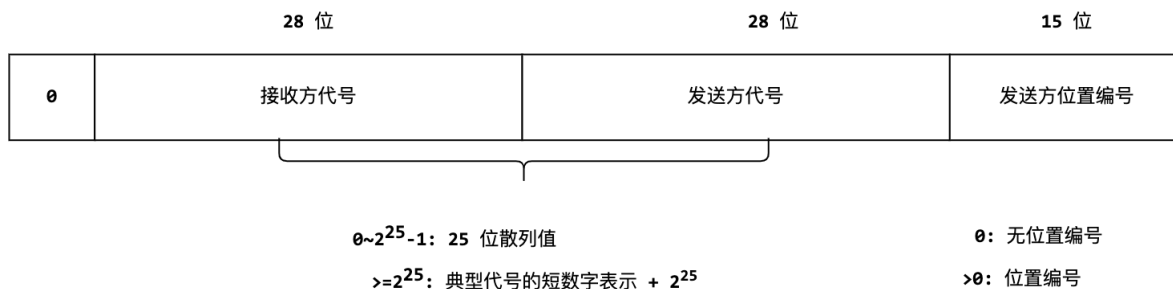 28 位 28 位 15 位
0 接收方代号 发送方代号 发送方位置编号
0~2²⁵-1: 25 位散列值 0: 无位置编号
>=2²⁵: 典型代号的短数字表示 + 2²⁵ >0: 位置编号